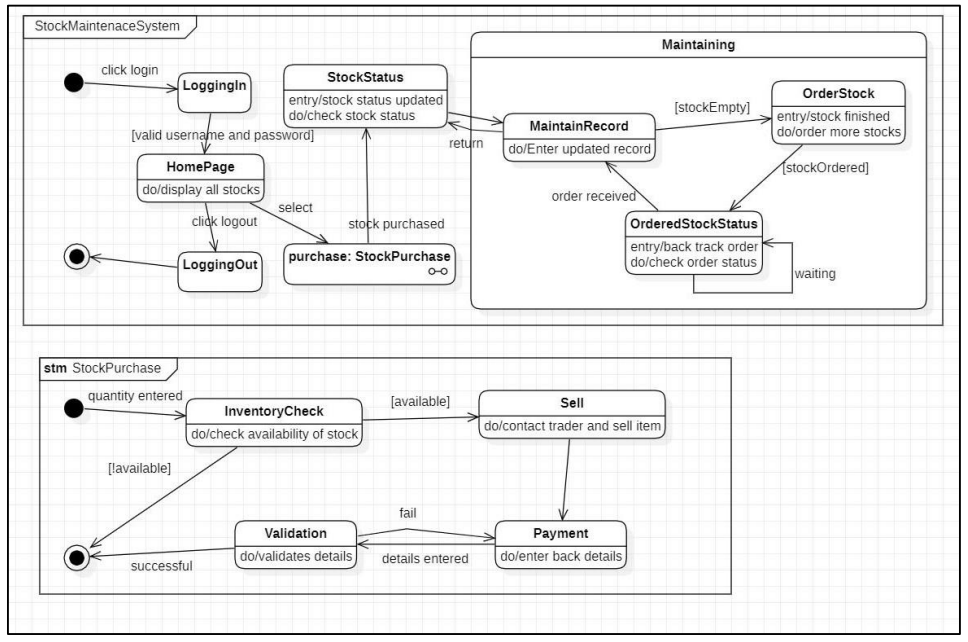 StockMaintenaceSystem
click login
LoggingIn
[valid username and password]
HomePage
do/display all stocks
click logout
select
LoggingOut
StockStatus
entry/stock status updated
do/check stock status
return
stock purchased
purchase: StockPurchase
Maintaining
MaintainRecord
do/Enter updated record
[stockEmpty]
OrderStock
entry/stock finished
do/order more stocks
[stockOrdered]
order received
OrderedStockStatus
entry/back track order
do/check order status
waiting
stm StockPurchase
quantity entered
InventoryCheck
do/check availability of stock
[available]
Sell
do/contact trader and sell item
[!available]
fail
Validation
do/validates details
Payment
do/enter back details
details entered
successful